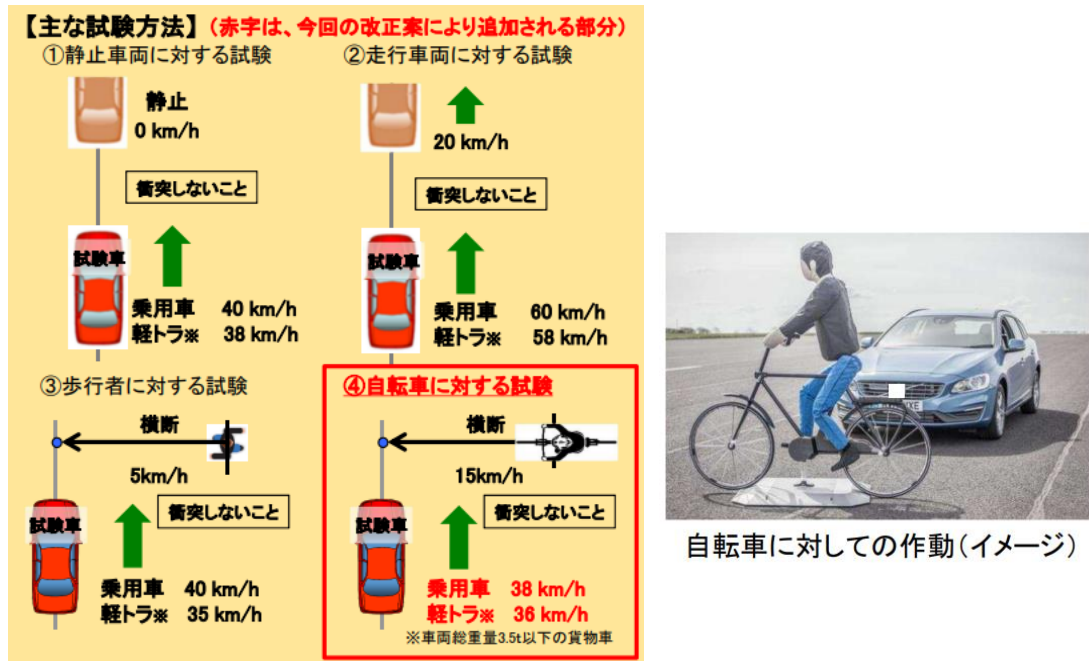 【主な試験方法】(赤字は、今回の改正案により追加される部分)
①静止車両に対する試験
静止
0 km/h
衝突しないこと
試験車
乗用車 40 km/h
軽トラ※ 38 km/h
②走行車両に対する試験
20 km/h
衝突しないこと
試験車
乗用車 60 km/h
軽トラ※ 58 km/h
③歩行者に対する試験
横断
5km/h
衝突しないこと
試験車
乗用車 40 km/h
軽トラ※ 35 km/h
④自転車に対する試験
横断
15km/h
衝突しないこと
試験車
乗用車 38 km/h
軽トラ※ 36 km/h
※車両総重量3.5t以下の貨物車
自転車に対しての作動(イメージ)